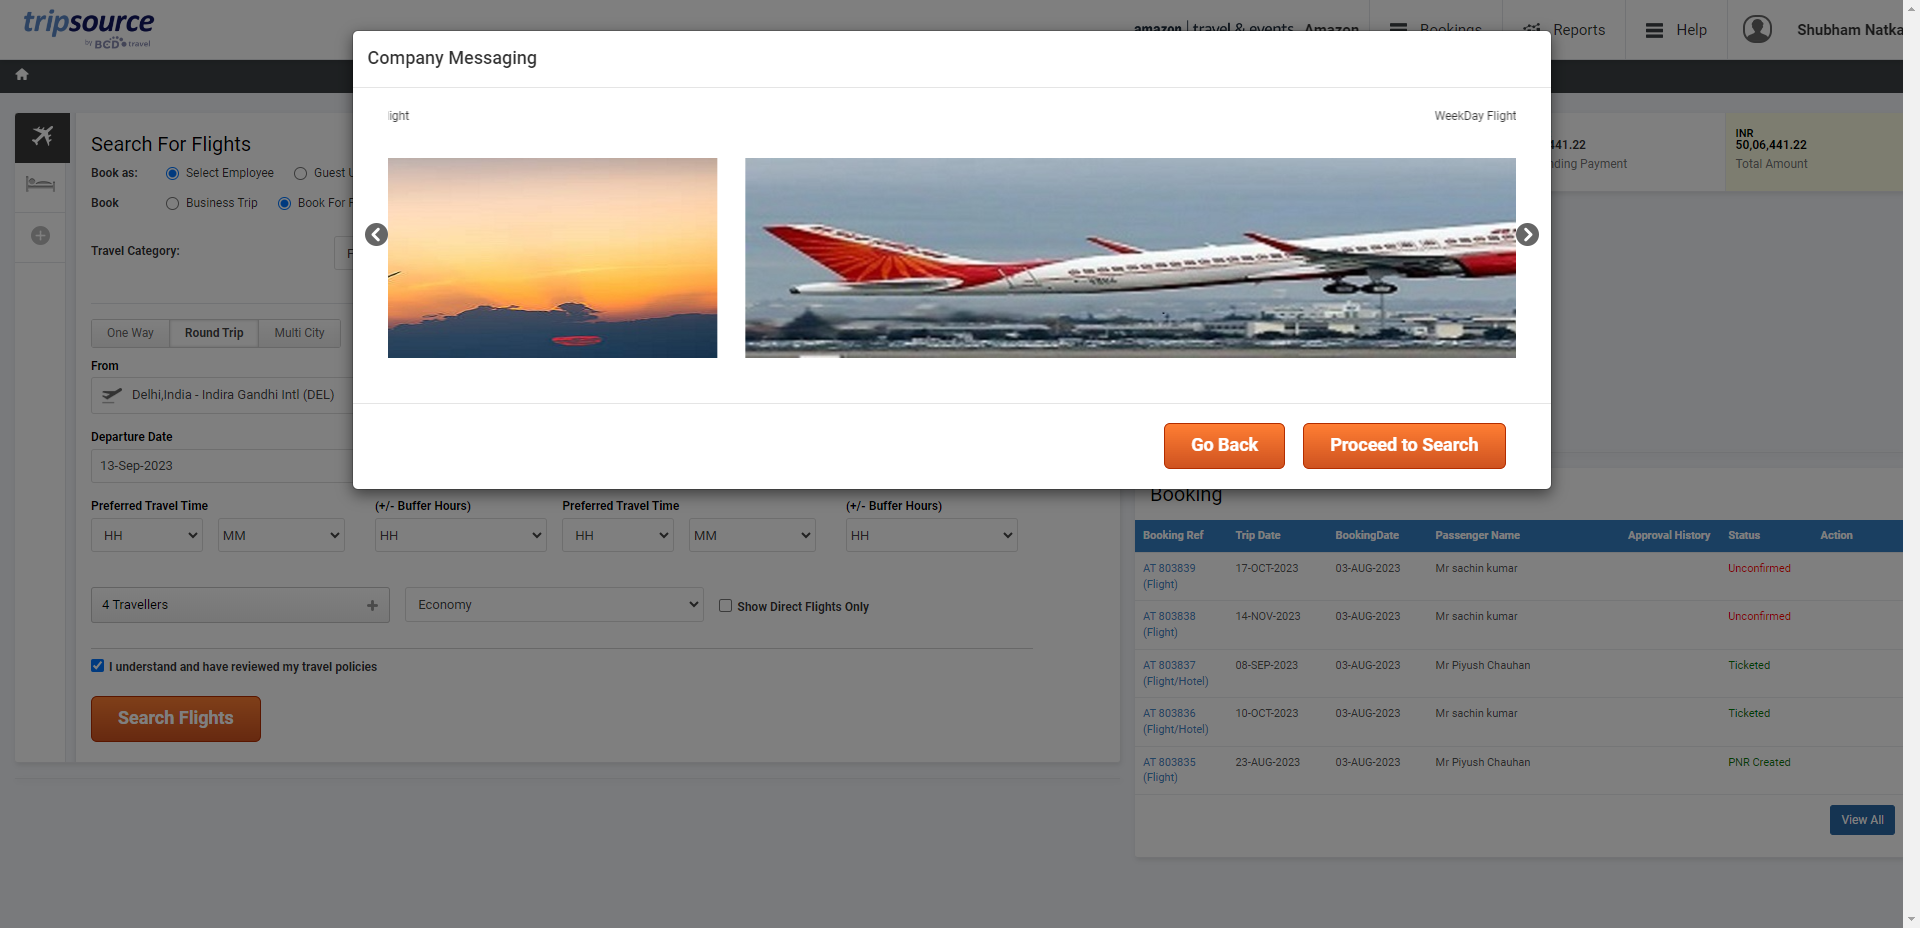 tripsource
by BCD travel
amazon | travel & events Amazon
Bookings
Reports
Help
Shubham Natka
Company Messaging
ight
WeekDay Flight
Search For Flights
Book as:
Select Employee
Guest U
Book
Business Trip
Book For F
Travel Category:
F
441.22
nding Payment
INR
50,06,441.22
Total Amount
One Way
Round Trip
Multi City
From
Delhi,India - Indira Gandhi Intl (DEL)
Departure Date
13-Sep-2023
Go Back
Proceed to Search
Preferred Travel Time
(+/- Buffer Hours)
Preferred Travel Time
(+/- Buffer Hours)
HH
MM
HH
HH
MM
HH
4 Travellers
Economy
Show Direct Flights Only
I understand and have reviewed my travel policies
Search Flights
Booking
Booking Ref Trip Date BookingDate Passenger Name Approval History Status Action
AT 803839 17-OCT-2023 03-AUG-2023 Mr sachin kumar Unconfirmed
(Flight)
AT 803838 14-NOV-2023 03-AUG-2023 Mr sachin kumar Unconfirmed
(Flight)
AT 803837 08-SEP-2023 03-AUG-2023 Mr Piyush Chauhan Ticketed
(Flight/Hotel)
AT 803836 10-OCT-2023 03-AUG-2023 Mr sachin kumar Ticketed
(Flight/Hotel)
AT 803835 23-AUG-2023 03-AUG-2023 Mr Piyush Chauhan PNR Created
(Flight)
View All